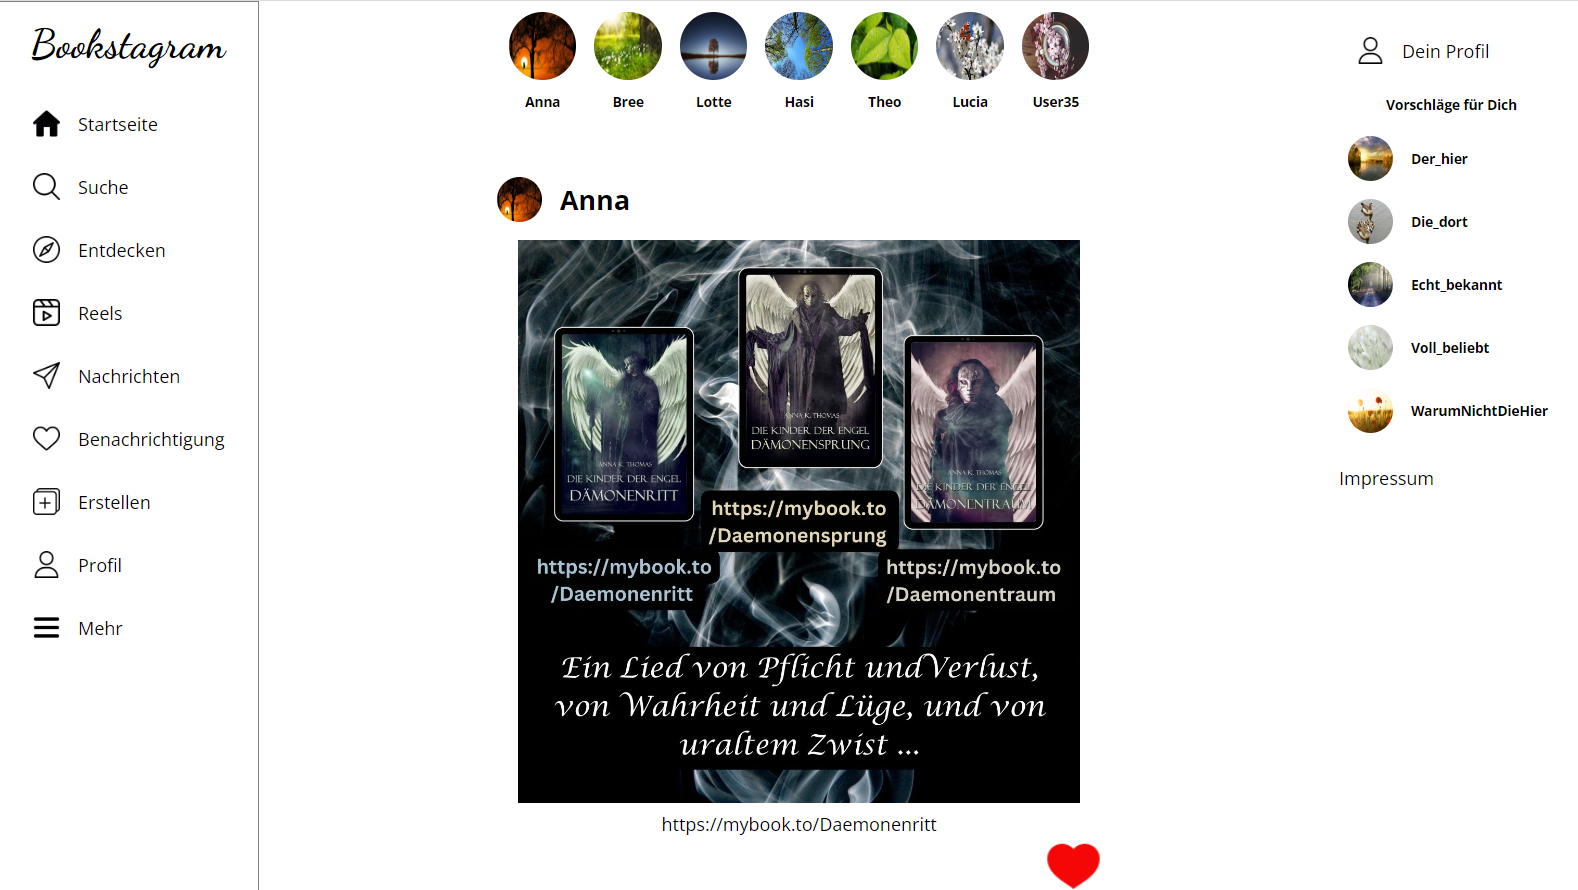 Bookstagram
Startseite
Suche
Entdecken
Reels
Nachrichten
Benachrichtigung
Erstellen
Profil
Mehr
Anna
Bree
Lotte
Hasi
Theo
Lucia
User35
Anna
ANNA K. THOMAS
DIE KINDER DER ENGEL
DÄMONENRITT
ANNA K. THOMAS
DIE KINDER DER ENGEL
DÄMONENSPRUNG
ANNA K. THOMAS
DIE KINDER DER ENGEL
DÄMONENTRAUM
https://mybook.to
/Daemonensprung
https://mybook.to
/Daemonenritt
https://mybook.to
/Daemonentraum
Ein Lied von Pflicht und Verlust,
von Wahrheit und Lüge, und von
uraltem Zwist ...
https://mybook.to/Daemonenritt
Dein Profil
Vorschläge für Dich
Der_hier
Die_dort
Echt_bekannt
Voll_beliebt
WarumNichtDieHier
Impressum